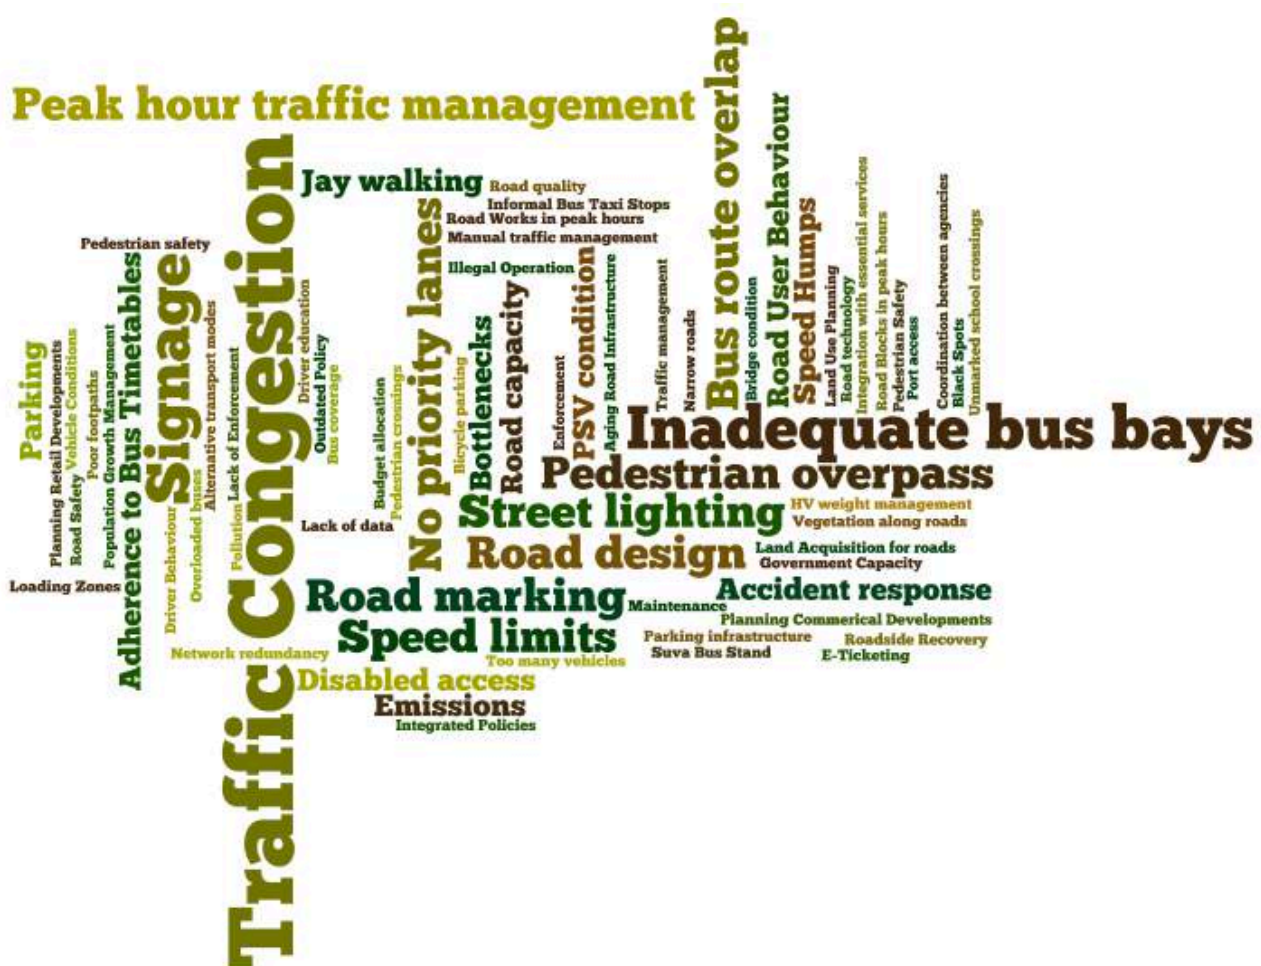 Peak hour traffic management
Bus route overlap
Traffic Congestion
Jay walking
Road quality
Informal Bus Taxi Stops
Road Works in peak hours
Manual traffic management
Illegal Operation
Pedestrian safety
Parking
Planning Retail Developments
Road Safety
Vehicle Conditions
Poor footpaths
Population Growth Management
Adherence to Bus Timetables
Signage
Driver Behaviour
Overloaded buses
Alternative transport modes
Lack of Enforcement
Pollution
Driver education
Outdated Policy
Bus coverage
Budget allocation
Pedestrian crossings
No priority lanes
Bicycle parking
Bottlenecks
Road capacity
Enforcement
PSV condition
Aging Road Infrastructure
Traffic management
Narrow roads
Bridge condition
Road User Behaviour
Speed Humps
Land Use Planning
Road technology
Integration with essential services
Road Blocks in peak hours
Pedestrian Safety
Port access
Coordination between agencies
Black Spots
Unmarked school crossings
Inadequate bus bays
Pedestrian overpass
Street lighting
HV weight management
Vegetation along roads
Lack of data
Road design
Land Acquisition for roads
Government Capacity
Loading Zones
Road marking
Maintenance
Accident response
Planning Commerical Developments
Speed limits
Parking infrastructure
Roadside Recovery
Suva Bus Stand
E-Ticketing
Network redundancy
Too many vehicles
Disabled access
Emissions
Integrated Policies